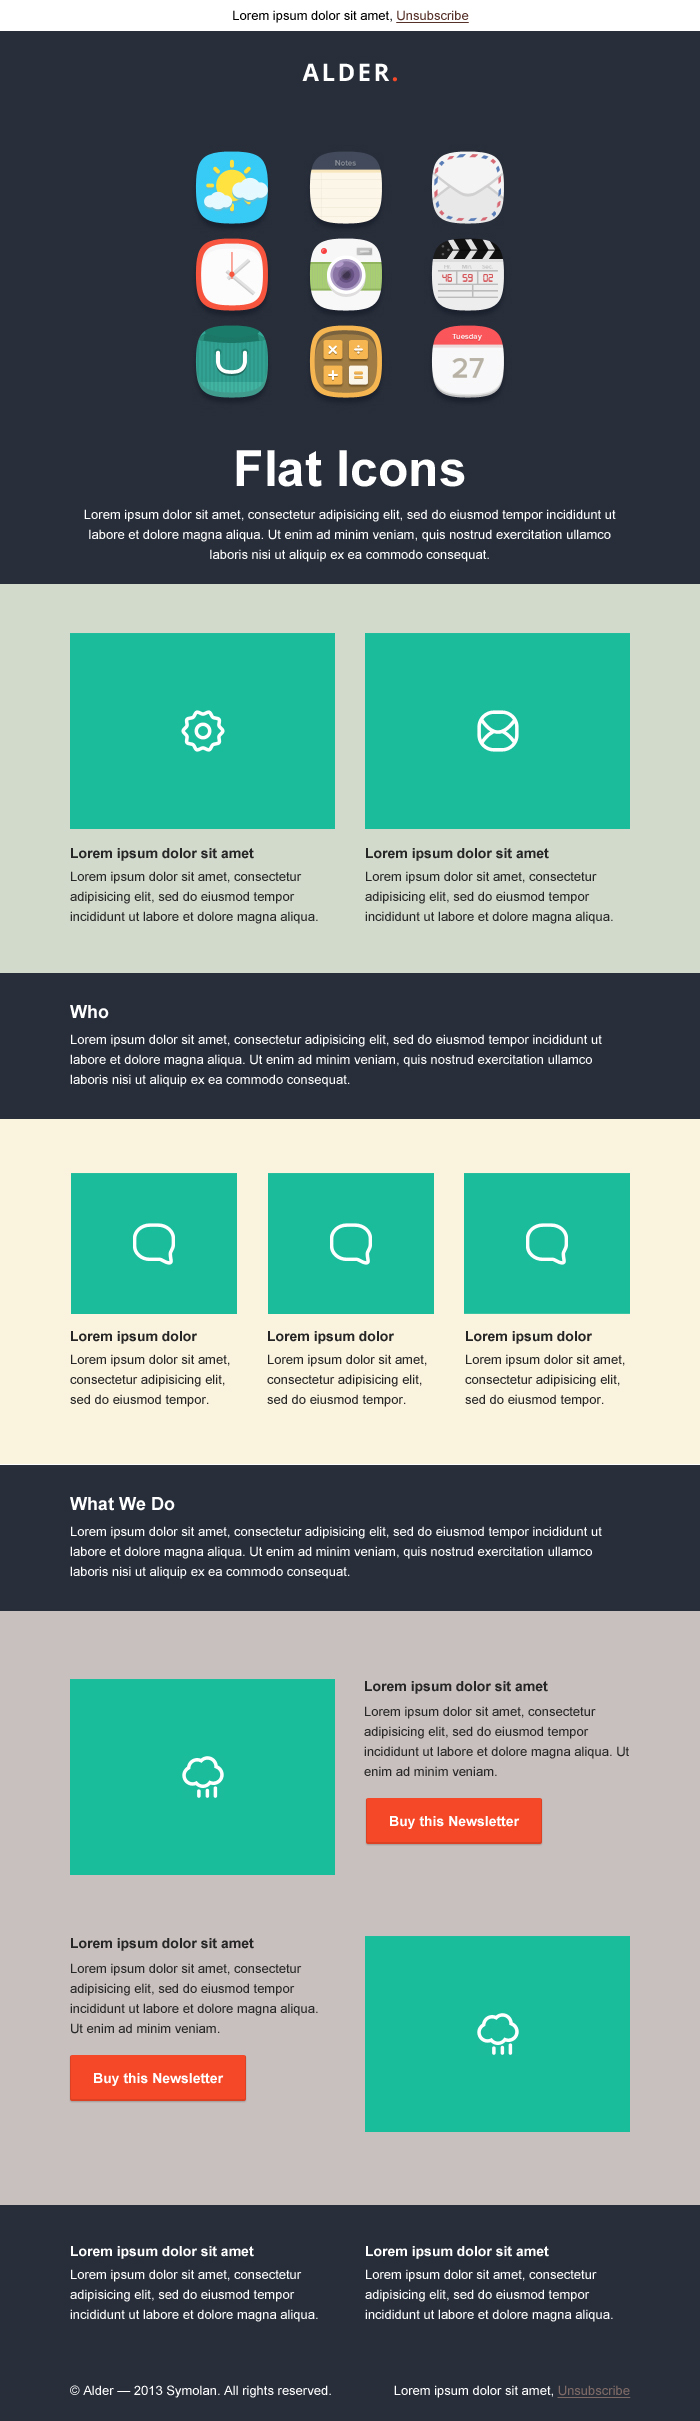 Lorem ipsum dolor sit amet, Unsubscribe
ALDER.
Notes
46 59 02
Tuesday
27
Flat Icons
Lorem ipsum dolor sit amet, consectetur adipisicing elit, sed do eiusmod tempor incididunt ut
labore et dolore magna aliqua. Ut enim ad minim veniam, quis nostrud exercitation ullamco
laboris nisi ut aliquip ex ea commodo consequat.
Lorem ipsum dolor sit amet
Lorem ipsum dolor sit amet, consectetur
adipisicing elit, sed do eiusmod tempor
incididunt ut labore et dolore magna aliqua.
Lorem ipsum dolor sit amet
Lorem ipsum dolor sit amet, consectetur
adipisicing elit, sed do eiusmod tempor
incididunt ut labore et dolore magna aliqua.
Who
Lorem ipsum dolor sit amet, consectetur adipisicing elit, sed do eiusmod tempor incididunt ut
labore et dolore magna aliqua. Ut enim ad minim veniam, quis nostrud exercitation ullamco
laboris nisi ut aliquip ex ea commodo consequat.
Lorem ipsum dolor
Lorem ipsum dolor sit amet,
consectetur adipisicing elit,
sed do eiusmod tempor.
Lorem ipsum dolor
Lorem ipsum dolor sit amet,
consectetur adipisicing elit,
sed do eiusmod tempor.
Lorem ipsum dolor
Lorem ipsum dolor sit amet,
consectetur adipisicing elit,
sed do eiusmod tempor.
What We Do
Lorem ipsum dolor sit amet, consectetur adipisicing elit, sed do eiusmod tempor incididunt ut
labore et dolore magna aliqua. Ut enim ad minim veniam, quis nostrud exercitation ullamco
laboris nisi ut aliquip ex ea commodo consequat.
Lorem ipsum dolor sit amet
Lorem ipsum dolor sit amet, consectetur
adipisicing elit, sed do eiusmod tempor
incididunt ut labore et dolore magna aliqua. Ut
enim ad minim veniam.
Buy this Newsletter
Lorem ipsum dolor sit amet
Lorem ipsum dolor sit amet, consectetur
adipisicing elit, sed do eiusmod tempor
incididunt ut labore et dolore magna aliqua.
Ut enim ad minim veniam.
Buy this Newsletter
Lorem ipsum dolor sit amet
Lorem ipsum dolor sit amet, consectetur
adipisicing elit, sed do eiusmod tempor
incididunt ut labore et dolore magna aliqua.
Lorem ipsum dolor sit amet
Lorem ipsum dolor sit amet, consectetur
adipisicing elit, sed do eiusmod tempor
incididunt ut labore et dolore magna aliqua.
© Alder — 2013 Symolan. All rights reserved.
Lorem ipsum dolor sit amet, Unsubscribe